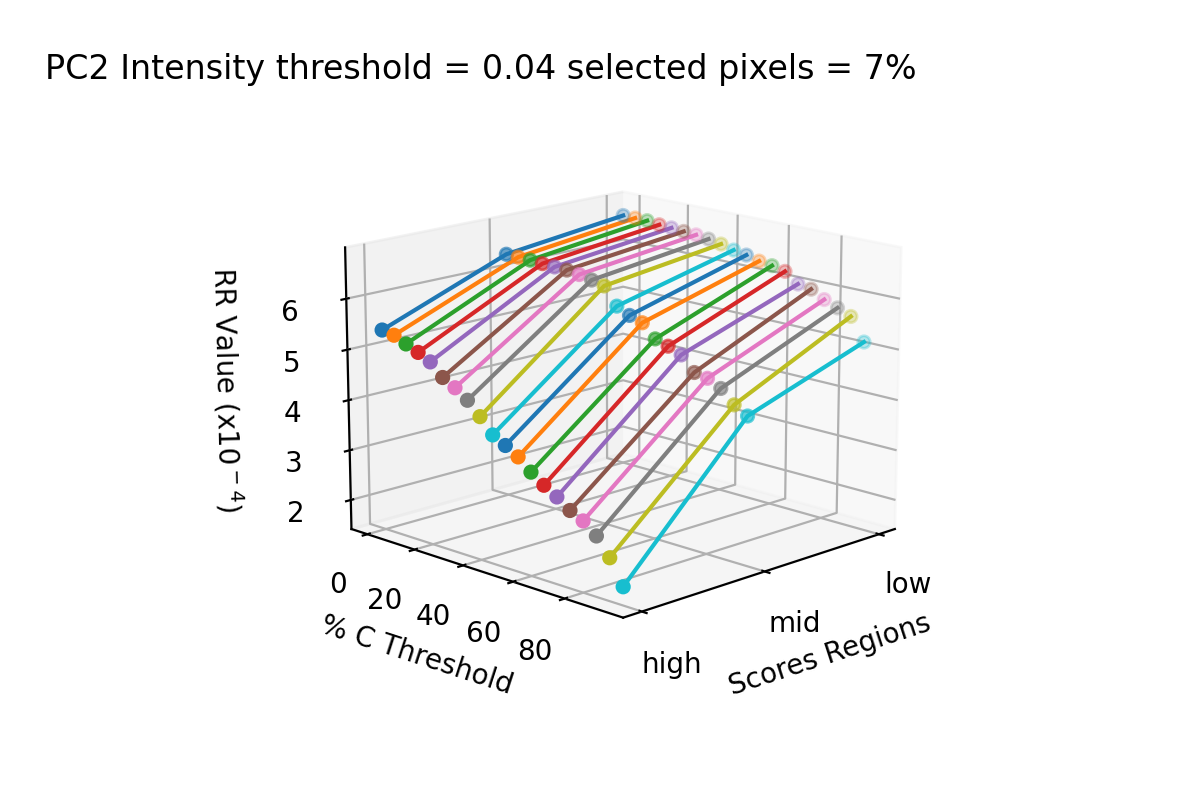 PC2 Intensity threshold = 0.04 selected pixels = 7%
RR Value (x10⁻⁴)
6
5
4
3
2
0
20
40
60
80
% C Threshold
low
mid
high
Scores Regions